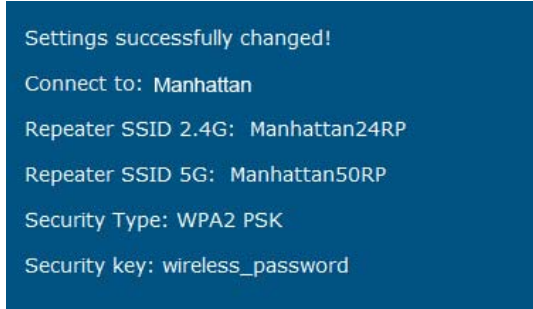 Settings successfully changed!
Connect to: Manhattan
Repeater SSID 2.4G: Manhattan24RP
Repeater SSID 5G: Manhattan50RP
Security Type: WPA2 PSK
Security key: wireless_password